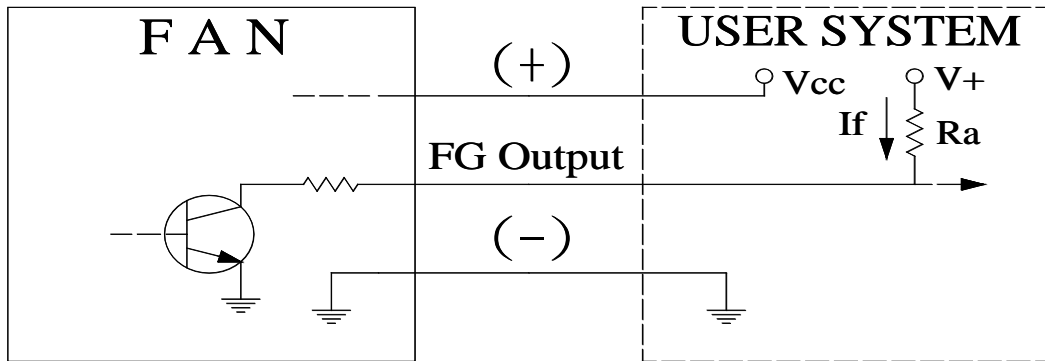 FAN
USER SYSTEM
(+)
Vcc
V+
If
Ra
FG Output
(-)